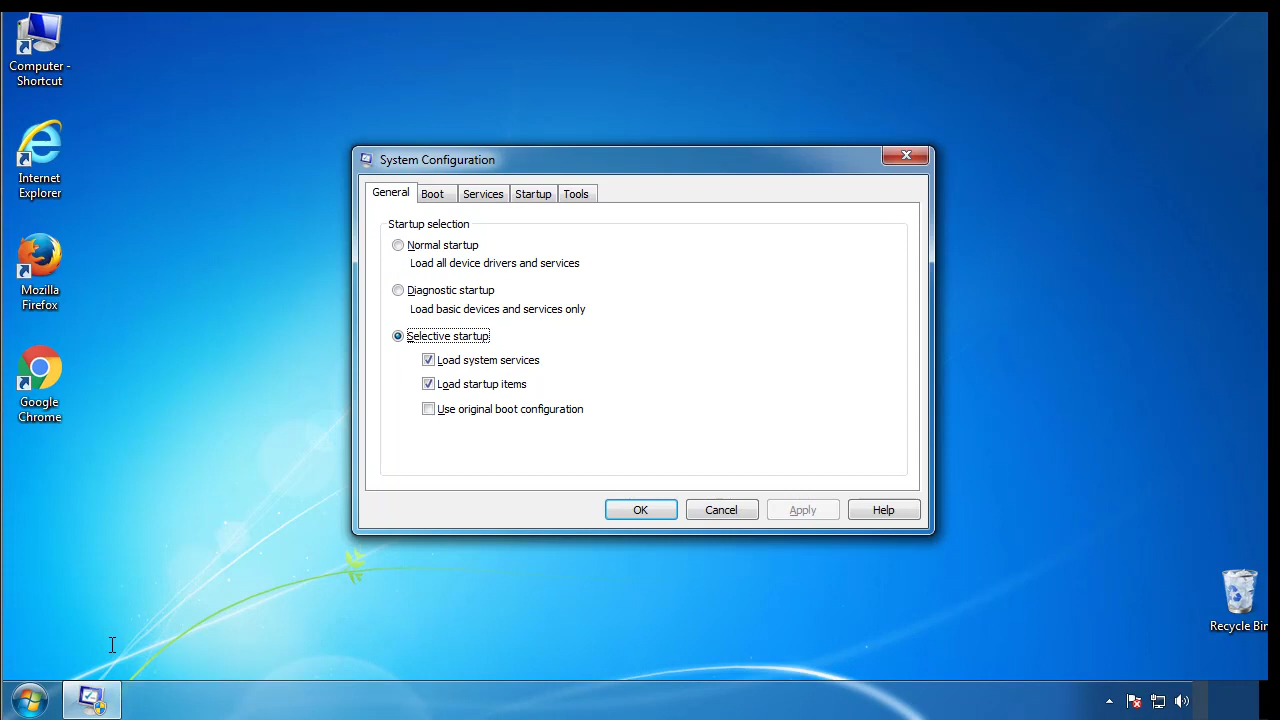 Computer -
Shortcut
Internet
Explorer
Mozilla
Firefox
Google
Chrome
System Configuration
General Boot Services Startup Tools
Startup selection
Normal startup
Load all device drivers and services
Diagnostic startup
Load basic devices and services only
Selective startup
Load system services
Load startup items
Use original boot configuration
OK Cancel Apply Help
Recycle Bin